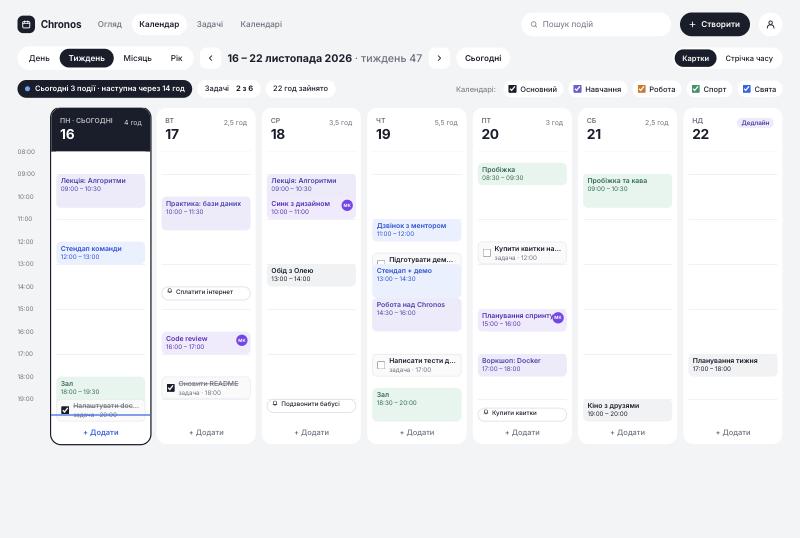 Chronos
Огляд
Календар
Задачі
Календарі
Пошук подій
+ Створити
День
Тиждень
Місяць
Рік
16 – 22 листопада 2026 · тиждень 47
Сьогодні
Картки
Стрічка часу
Сьогодні 3 події · наступна через 14 год
Задачі 2 з 6
22 год зайнято
Календарі:
Основний
Навчання
Робота
Спорт
Свята
ПН · СЬОГОДНІ
16
4 год
ВТ
17
2,5 год
СР
18
3,5 год
ЧТ
19
5,5 год
ПТ
20
3 год
СБ
21
2,5 год
НД
22
Дедлайн
08:00
09:00
10:00
11:00
12:00
13:00
14:00
15:00
16:00
17:00
18:00
19:00
Лекція: Алгоритми
09:00 – 10:30
Стендап команди
12:00 – 13:00
Зал
18:00 – 19:30
Налаштувати doc...
задача · 20:00
+ Додати
Практика: бази даних
10:00 – 11:30
Сплатити інтернет
Code review
16:00 – 17:00
МК
Оновити README
задача · 18:00
+ Додати
Лекція: Алгоритми
09:00 – 10:30
Синк з дизайном
10:00 – 11:00
МК
Обід з Олею
13:00 – 14:00
Подзвонити бабусі
+ Додати
Дзвінок з ментором
11:00 – 12:00
Підготувати дем...
Стендап + демо
13:00 – 14:30
Робота над Chronos
14:30 – 16:00
Написати тести д...
задача · 17:00
Зал
18:30 – 20:00
+ Додати
Пробіжка
08:30 – 09:30
Купити квитки на...
задача · 12:00
Планування спринту
15:00 – 16:00
МК
Воркшоп: Docker
17:00 – 18:00
Купити квитки
+ Додати
Пробіжка та кава
09:00 – 10:30
Кіно з друзями
19:00 – 20:00
+ Додати
Планування тижня
17:00 – 18:00
+ Додати